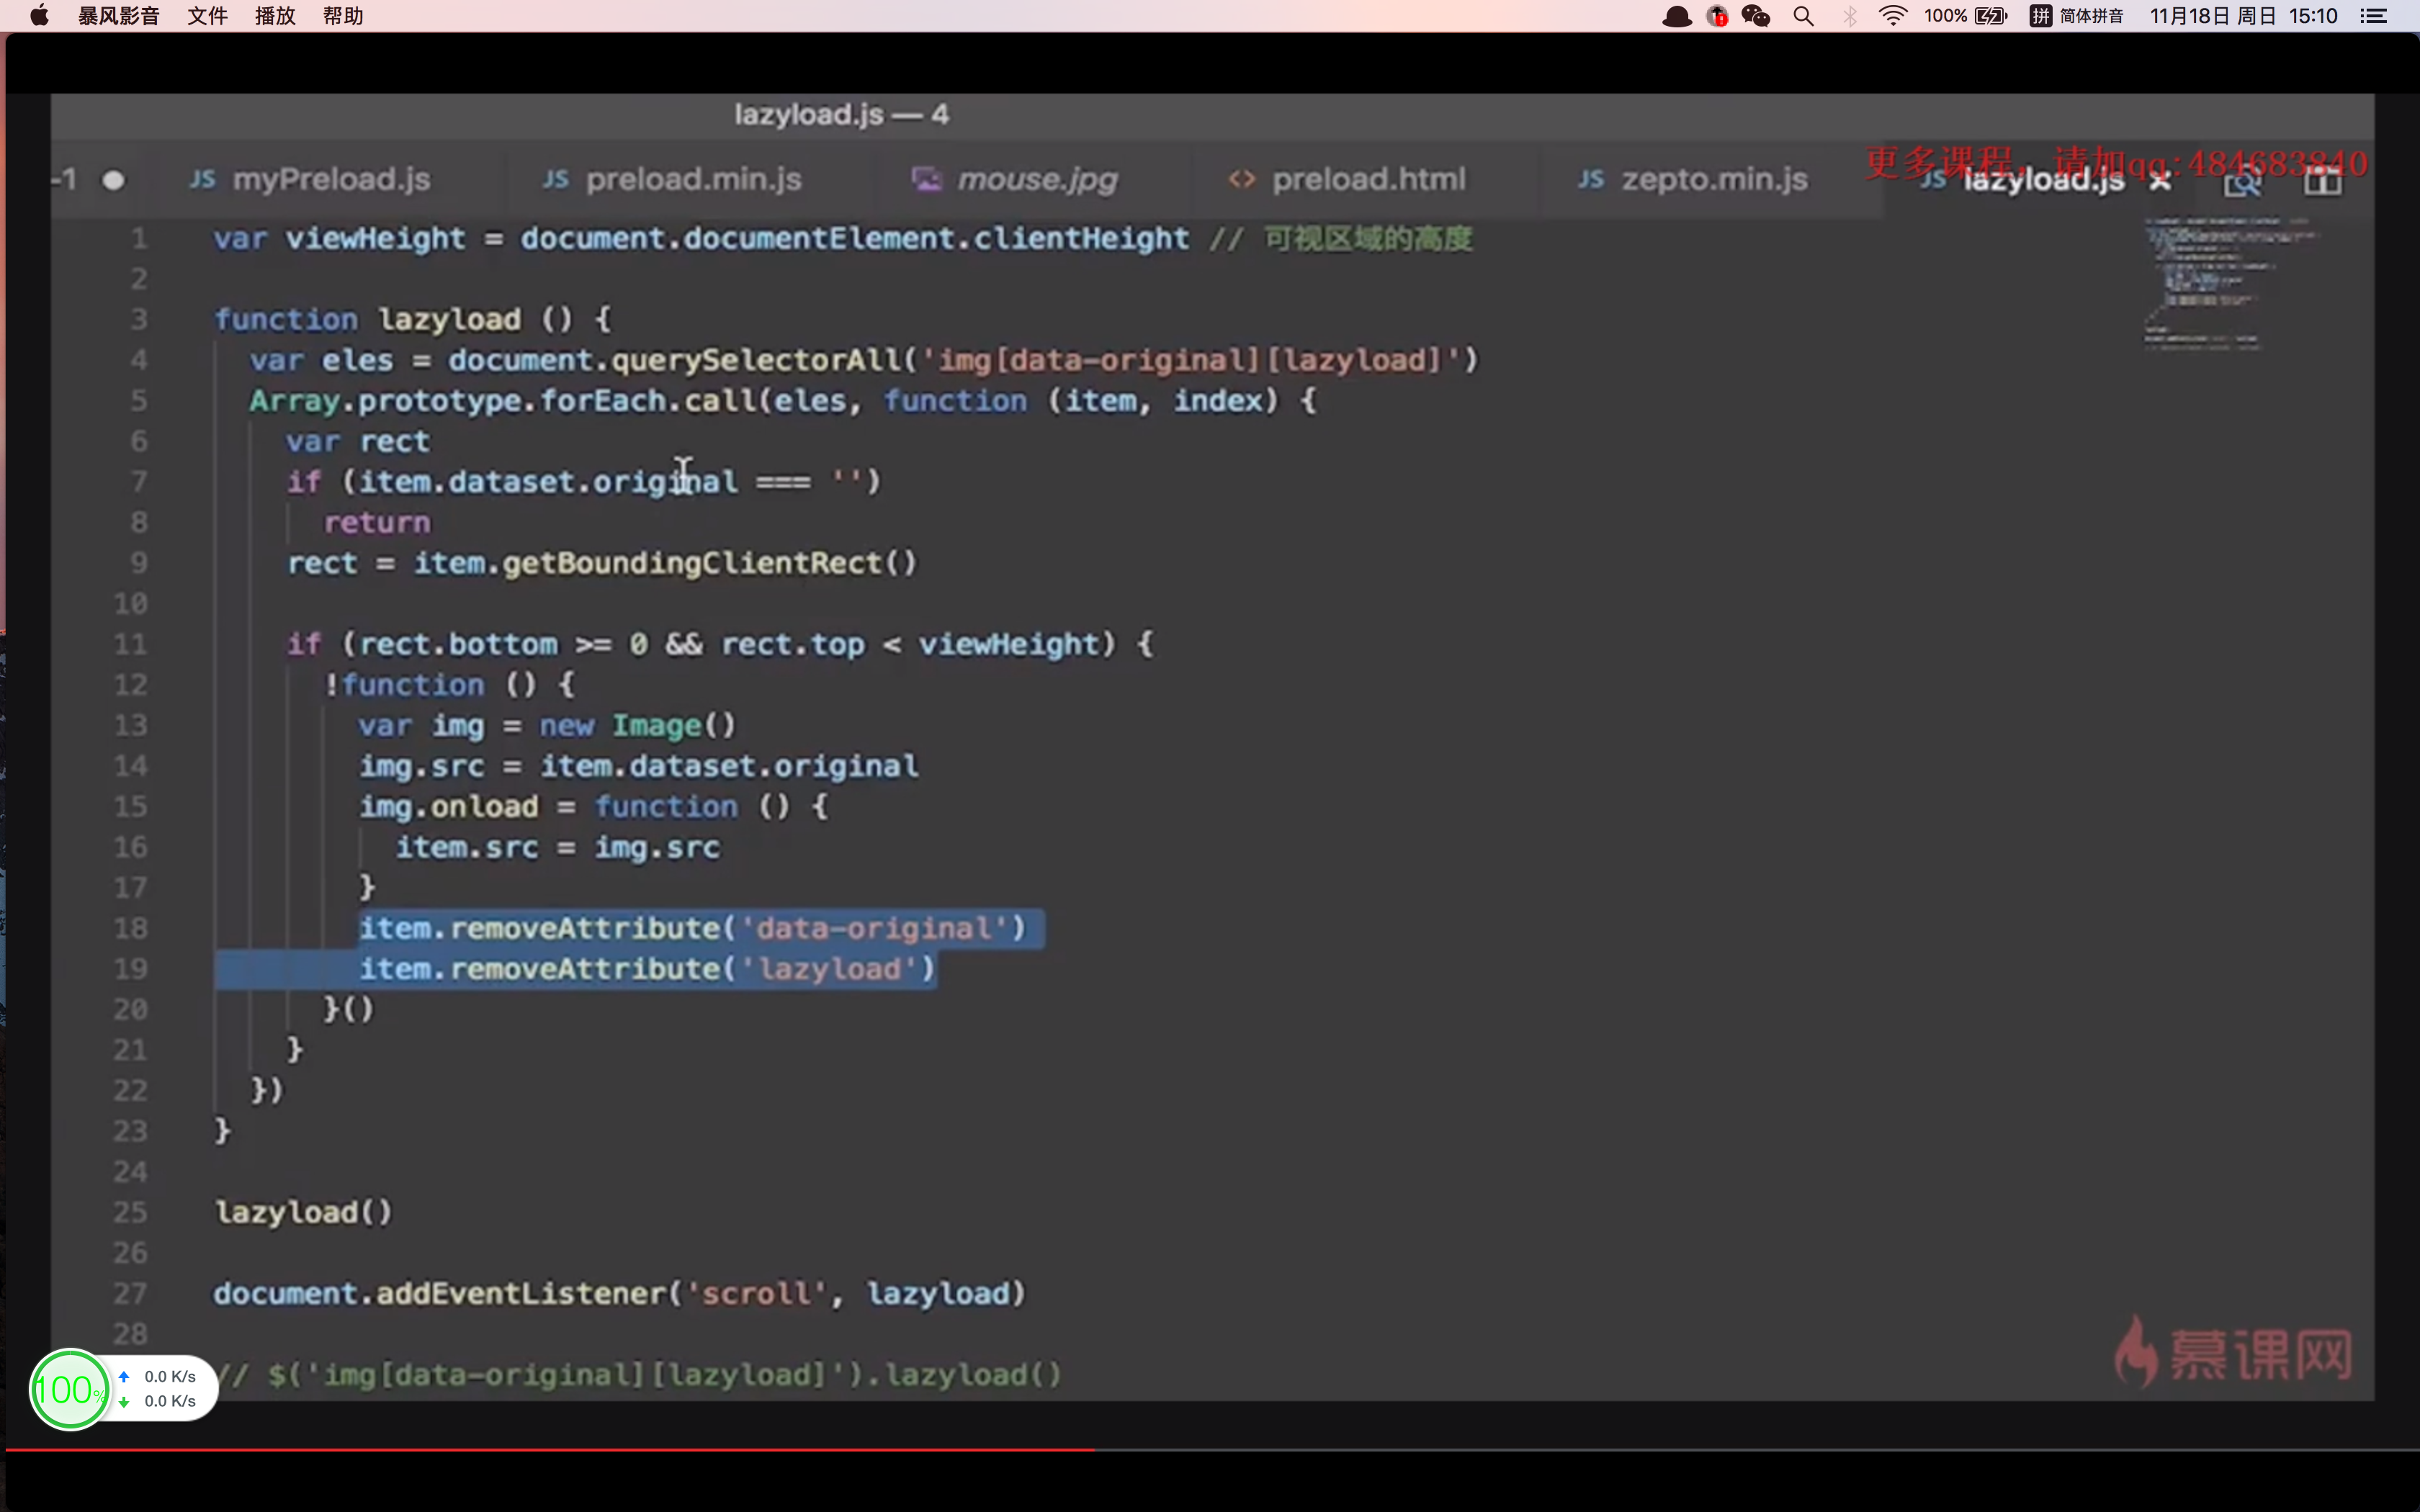 暴风影音 文件 播放 帮助 100% 拼 简体拼音 11月18日 周日 15:10
lazyload.js — 4
更多课程，请加qq:484683840
-1 JS myPreload.js JS preload.min.js mouse.jpg <> preload.html JS zepto.min.js JS lazyload.js ×
1 var viewHeight = document.documentElement.clientHeight // 可视区域的高度
2
3 function lazyload () {
4 var eles = document.querySelectorAll('img[data-original][lazyload]')
5 Array.prototype.forEach.call(eles, function (item, index) {
6 var rect
7 if (item.dataset.original === '')
8 return
9 rect = item.getBoundingClientRect()
10
11 if (rect.bottom >= 0 && rect.top < viewHeight) {
12 !function () {
13 var img = new Image()
14 img.src = item.dataset.original
15 img.onload = function () {
16 item.src = img.src
17 }
18 item.removeAttribute('data-original')
19 item.removeAttribute('lazyload')
20 }()
21 }
22 })
23 }
24
25 lazyload()
26
27 document.addEventListener('scroll', lazyload)
28
// $('img[data-original][lazyload]').lazyload()
100%
0.0 K/s
0.0 K/s
慕课网